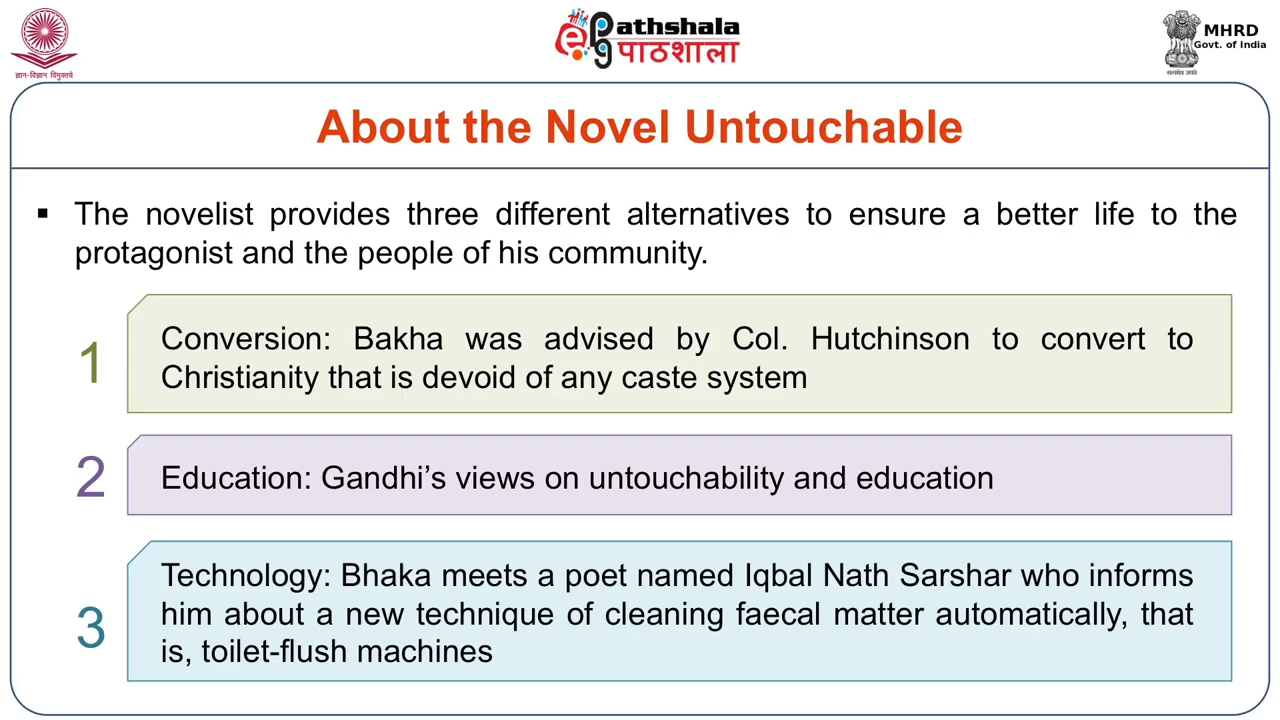 ज्ञान-विज्ञान विमुक्तये
ePathshala
पाठशाला
सत्यमेव जयते
MHRD
Govt. of India
About the Novel Untouchable
▪ The novelist provides three different alternatives to ensure a better life to the
protagonist and the people of his community.
1
Conversion: Bakha was advised by Col. Hutchinson to convert to
Christianity that is devoid of any caste system
2
Education: Gandhi’s views on untouchability and education
3
Technology: Bhaka meets a poet named Iqbal Nath Sarshar who informs
him about a new technique of cleaning faecal matter automatically, that
is, toilet-flush machines